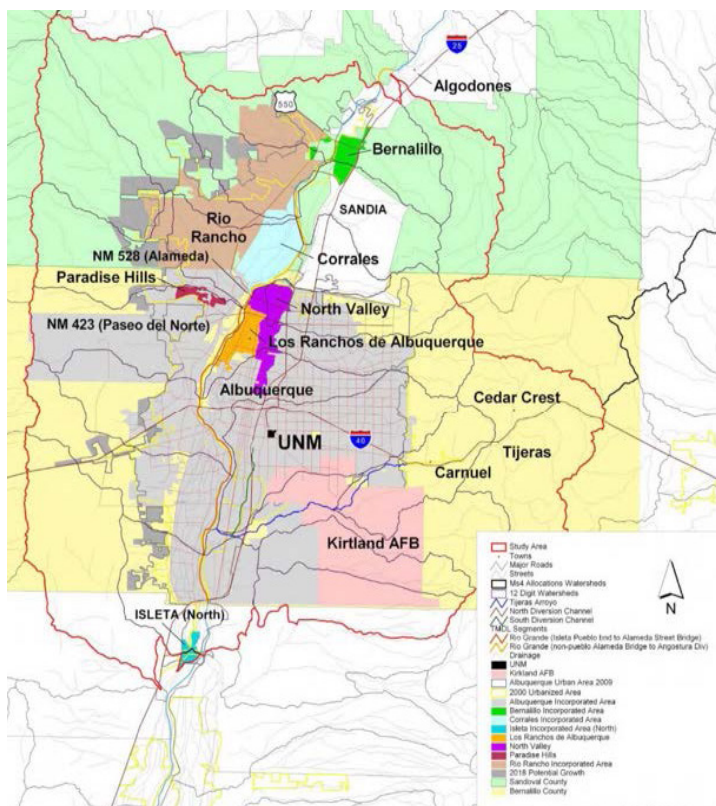 25
Algodones
550
Bernalillo
SANDIA
Rio
Rancho
NM 528 (Alameda)
Corrales
Paradise Hills
North Valley
NM 423 (Paseo del Norte)
Los Ranchos de Albuquerque
Albuquerque
Cedar Crest
UNM
40
Tijeras
Carnuel
Kirtland AFB
ISLETA (North)
Study Area
Towns
Major Roads
Streets
Ms4 Allocations Watersheds
12 Digit Watersheds
Tijeras Arroyo
North Diversion Channel
South Diversion Channel
TMDL Segments
Rio Grande (Isleta Pueblo bnd to Alameda Street Bridge)
Rio Grande (non-pueblo Alameda Bridge to Angostura Div)
Drainage
UNM
Kirkland AFB
Albuquerque Urban Area 2009
2000 Urbanized Area
Albuquerque Incorporated Area
Bernalillo Incorporated Area
Corrales Incorporated Area
Isleta Incorporated Area (North)
Los Ranchos de Albuquerque
North Valley
Paradise Hills
Rio Rancho Incorporated Area
2018 Potential Growth
Sandoval County
Bernalillo County
N